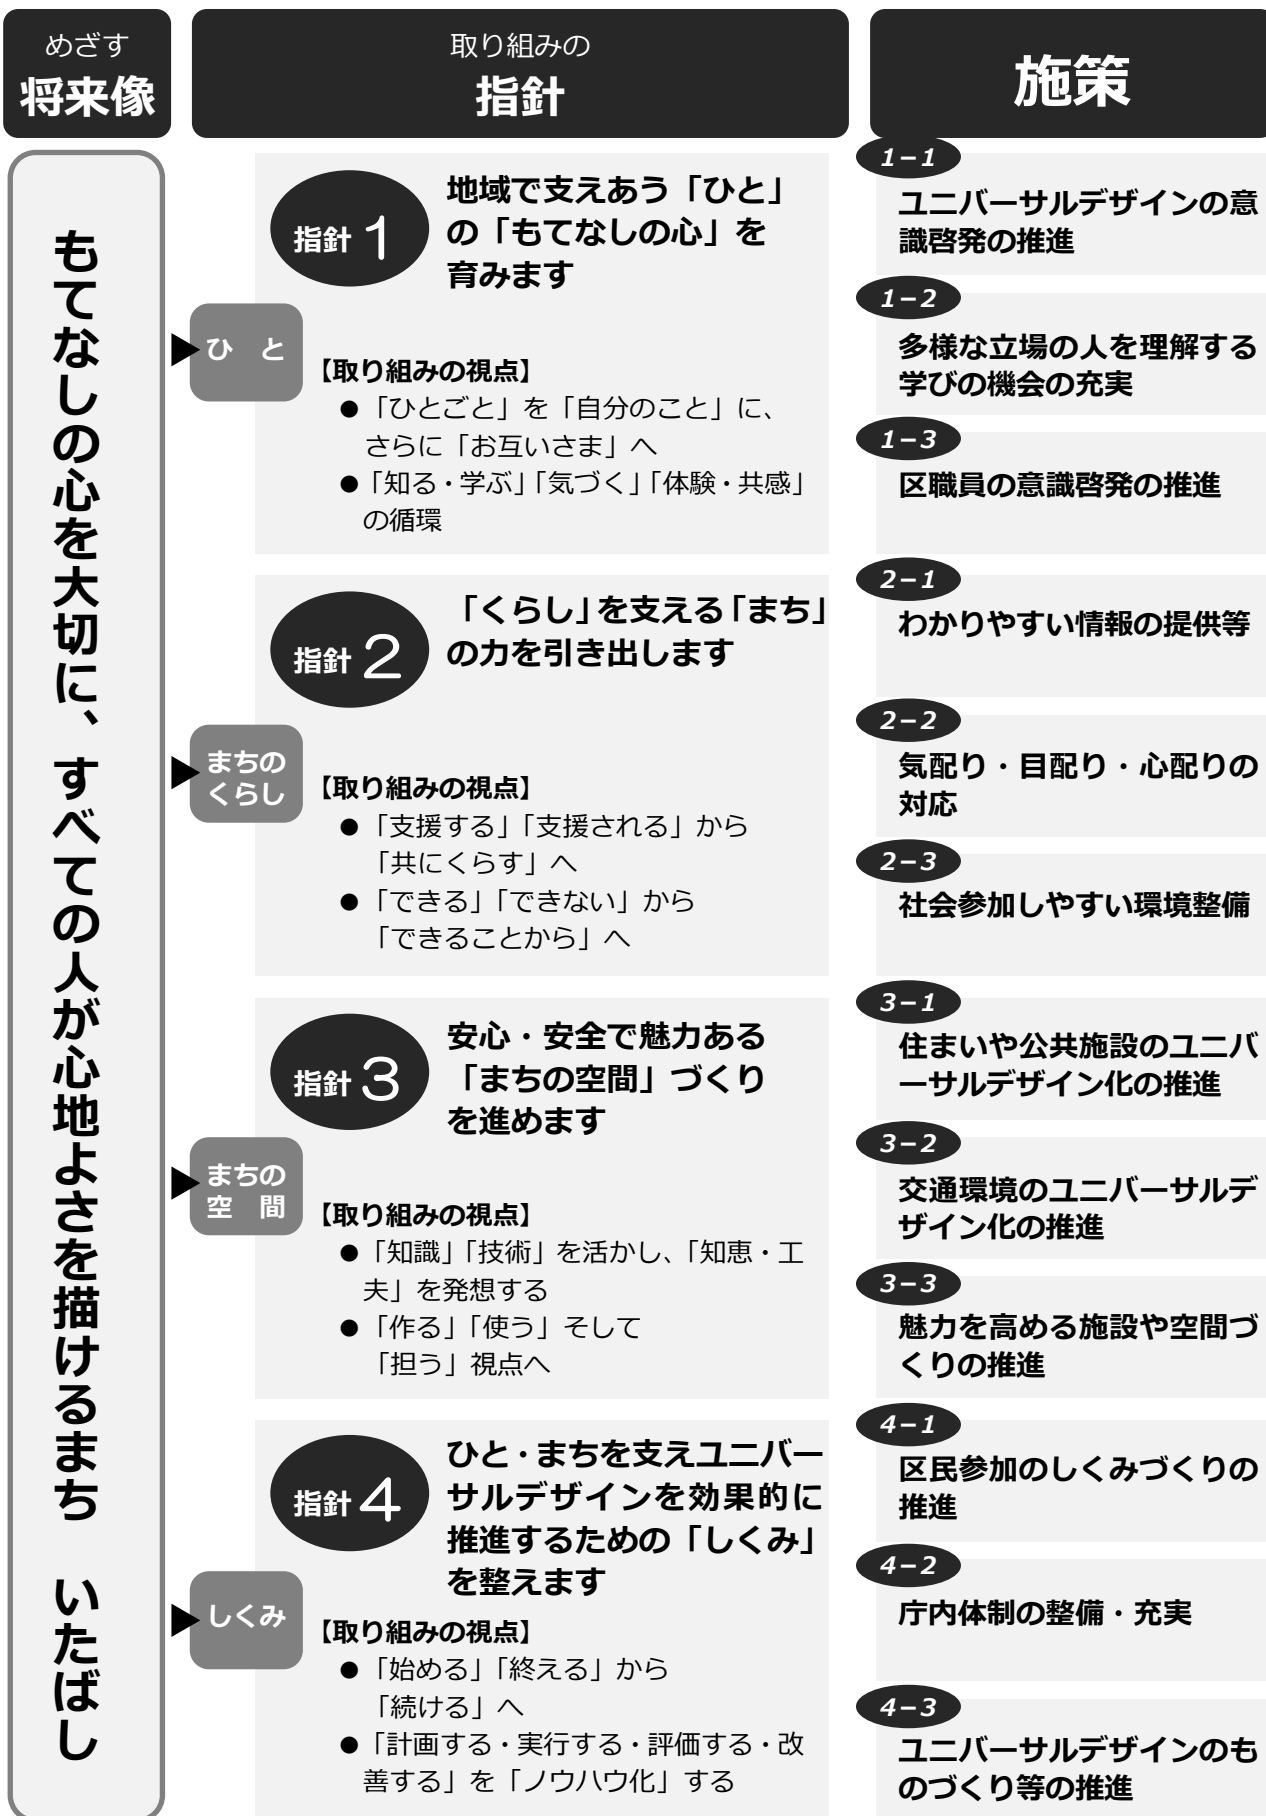 めざす
将来像
取り組みの
指針
施策
もてなしの心を大切に、すべての人が心地よさを描けるまち　いたばし
ひ　と
指針 1
地域で支えあう「ひと」
の「もてなしの心」を
育みます
【取り組みの視点】
●「ひとごと」を「自分のこと」に、
さらに「お互いさま」へ
●「知る・学ぶ」「気づく」「体験・共感」
の循環
1-1
ユニバーサルデザインの意
識啓発の推進
1-2
多様な立場の人を理解する
学びの機会の充実
1-3
区職員の意識啓発の推進
まちの
くらし
指針 2
「くらし」を支える「まち」
の力を引き出します
【取り組みの視点】
●「支援する」「支援される」から
「共にくらす」へ
●「できる」「できない」から
「できることから」へ
2-1
わかりやすい情報の提供等
2-2
気配り・目配り・心配りの
対応
2-3
社会参加しやすい環境整備
まちの
空　間
指針 3
安心・安全で魅力ある
「まちの空間」づくり
を進めます
【取り組みの視点】
●「知識」「技術」を活かし、「知恵・工
夫」を発想する
●「作る」「使う」そして
「担う」視点へ
3-1
住まいや公共施設のユニバ
ーサルデザイン化の推進
3-2
交通環境のユニバーサルデ
ザイン化の推進
3-3
魅力を高める施設や空間づ
くりの推進
しくみ
指針 4
ひと・まちを支えユニバー
サルデザインを効果的に
推進するための「しくみ」
を整えます
【取り組みの視点】
●「始める」「終える」から
「続ける」へ
●「計画する・実行する・評価する・改
善する」を「ノウハウ化」する
4-1
区民参加のしくみづくりの
推進
4-2
庁内体制の整備・充実
4-3
ユニバーサルデザインのも
のづくり等の推進